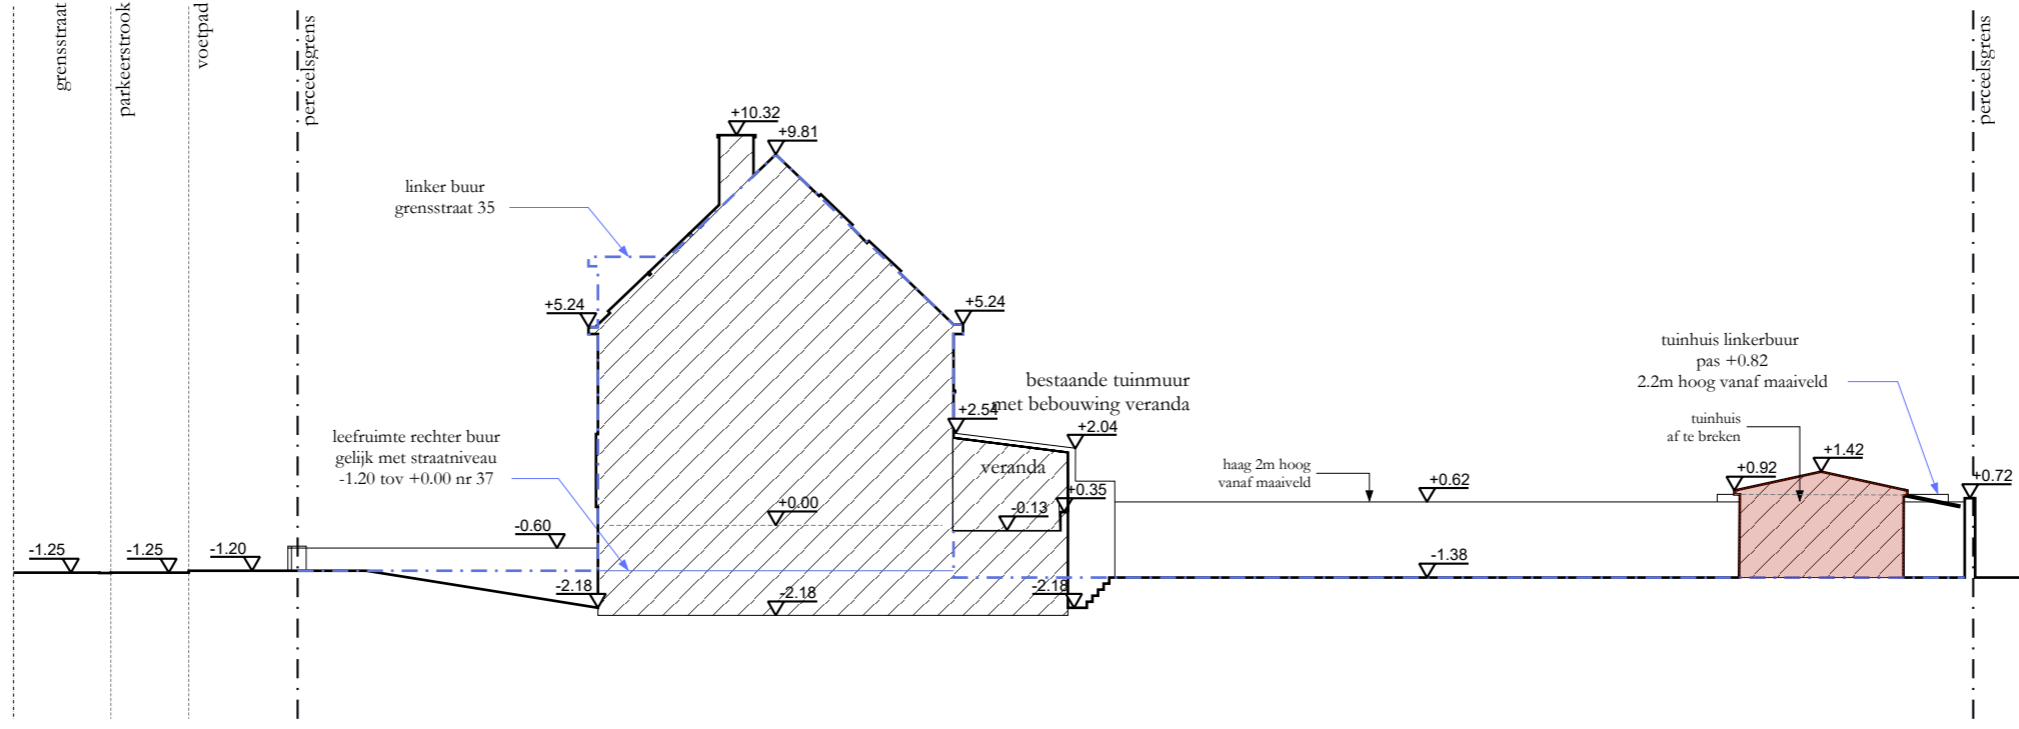 grensstraat
parkeerstrook
voetpad
perceelsgrens
perceelsgrens
+10.32
+9.81
linker buur
grensstraat 35
+5.24
+5.24
tuinhuis linkerbuur
pas +0.82
2.2m hoog vanaf maaiveld
bestaande tuinmuur
met bebouwing veranda
+2.54
+2.04
tuinhuis
af te breken
leefruimte rechter buur
gelijk met straatniveau
-1.20 tov +0.00 nr 37
veranda
haag 2m hoog
vanaf maaiveld
+0.62
+0.92
+1.42
+0.72
+0.35
+0.00
-0.13
-0.60
-1.25
-1.25
-1.20
-1.38
-2.18
-2.18
-2.18